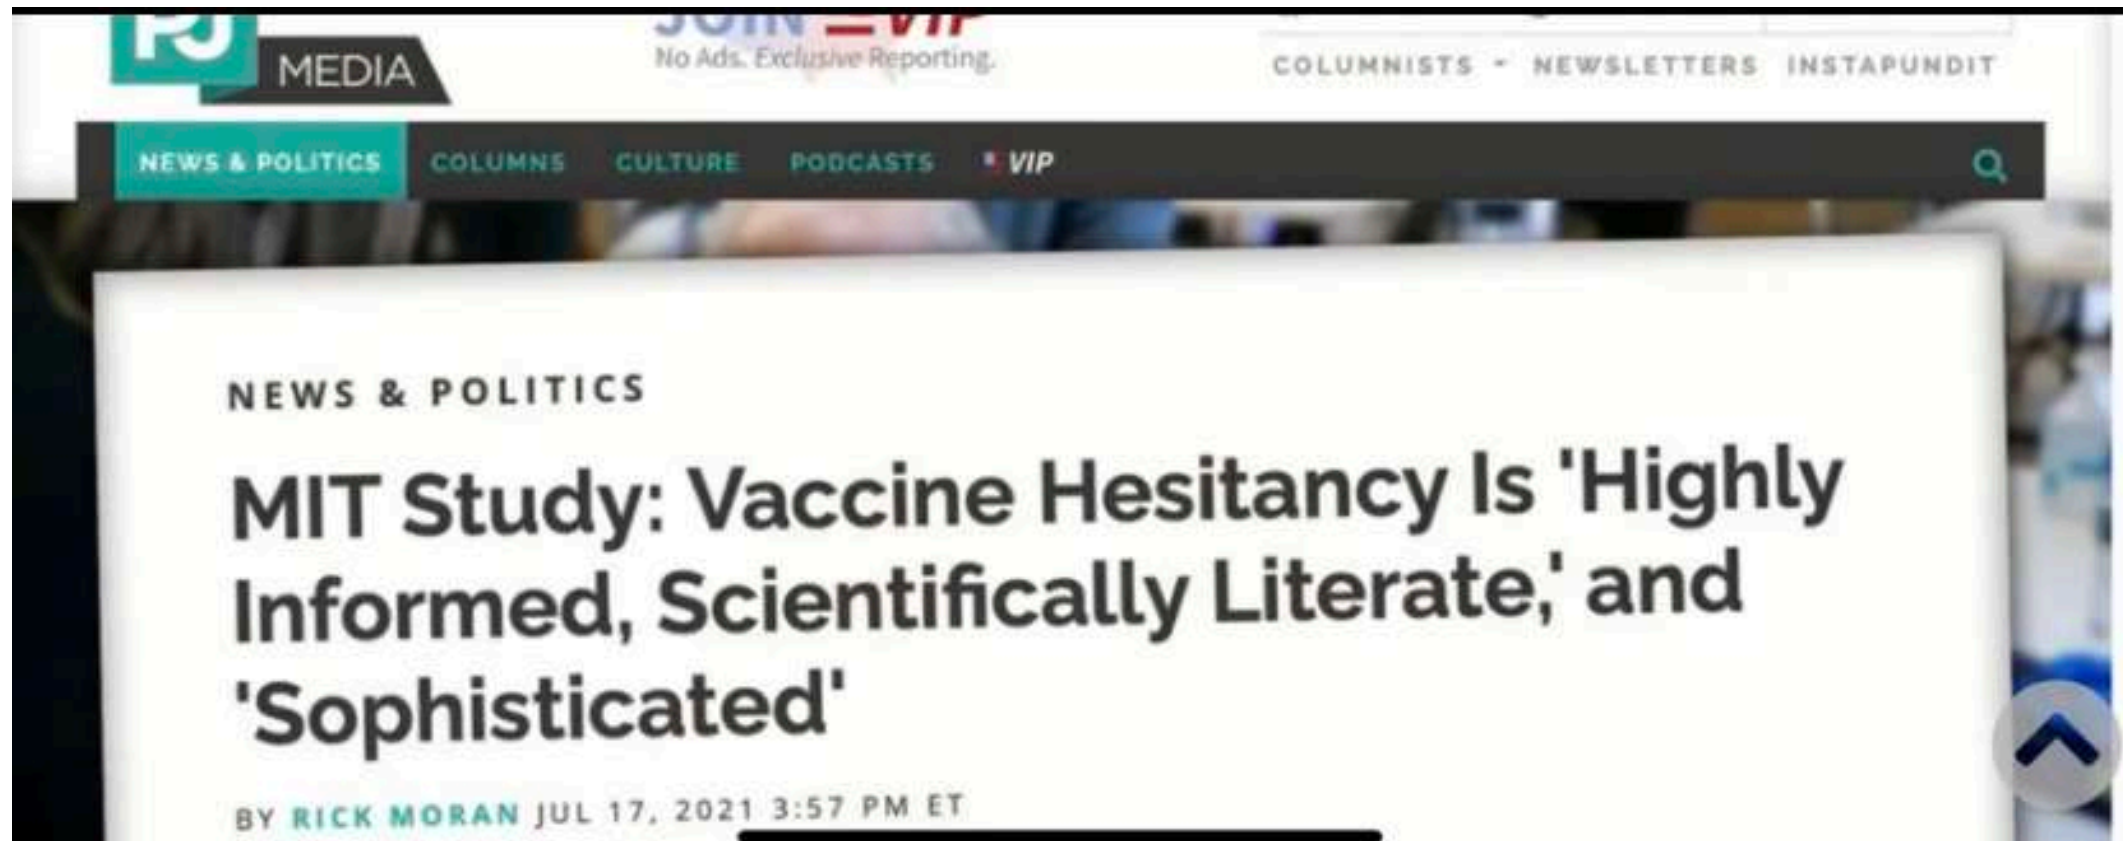 PJ
MEDIA
JOIN VIP
No Ads. Exclusive Reporting.
COLUMNISTS NEWSLETTERS INSTAPUNDIT
NEWS & POLITICS COLUMNS CULTURE PODCASTS VIP
NEWS & POLITICS
MIT Study: Vaccine Hesitancy Is 'Highly
Informed, Scientifically Literate,' and
'Sophisticated'
BY RICK MORAN JUL 17, 2021 3:57 PM ET